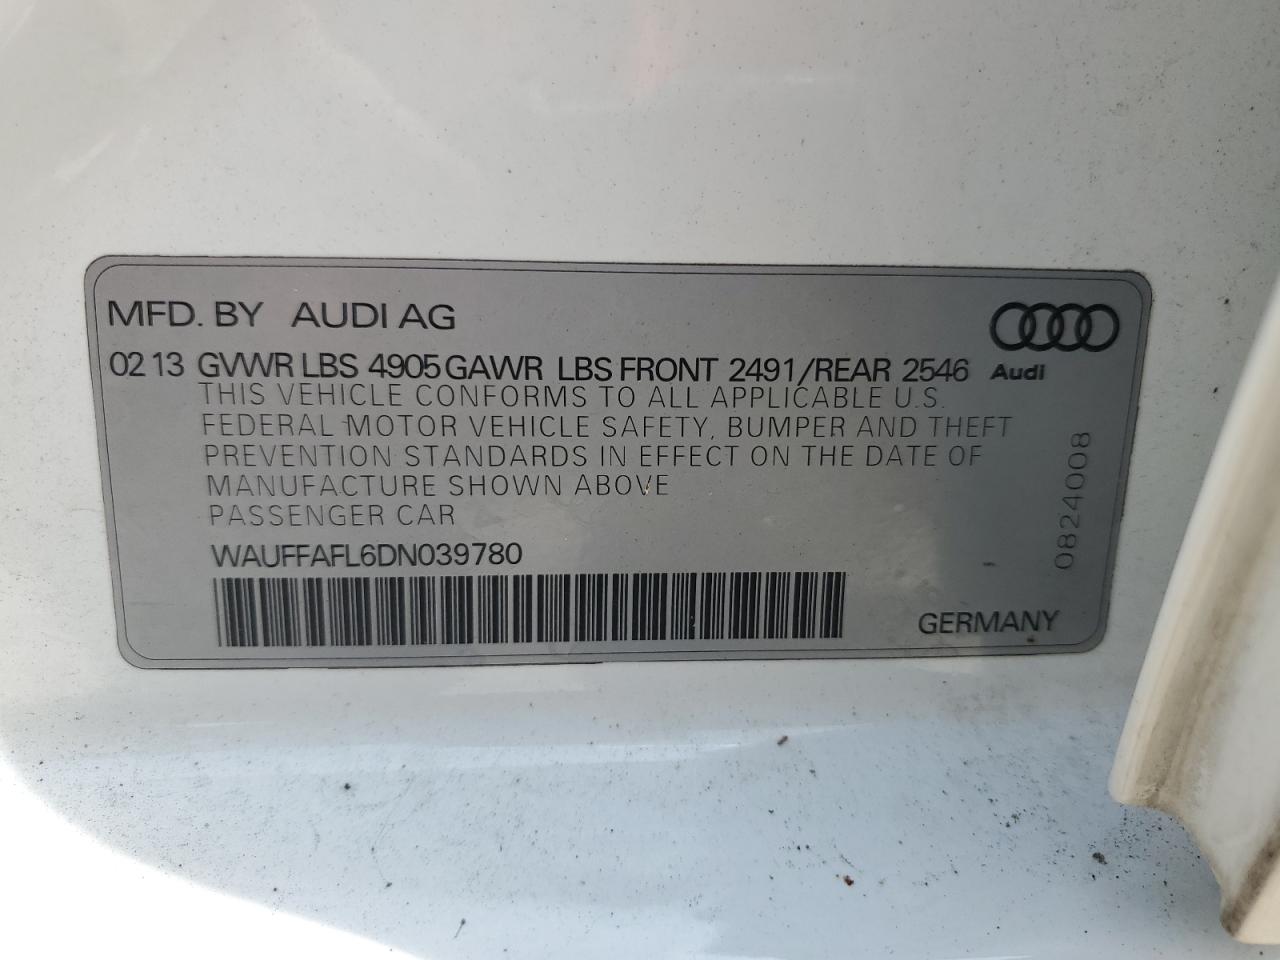 MFD. BY AUDI AG
02 13 GVWR LBS 4905 GAWR LBS FRONT 2491/REAR 2546
Audi
THIS VEHICLE CONFORMS TO ALL APPLICABLE U.S.
FEDERAL MOTOR VEHICLE SAFETY, BUMPER AND THEFT
PREVENTION STANDARDS IN EFFECT ON THE DATE OF
MANUFACTURE SHOWN ABOVE
PASSENGER CAR
WAUFFAFL6DN039780
GERMANY
0824008